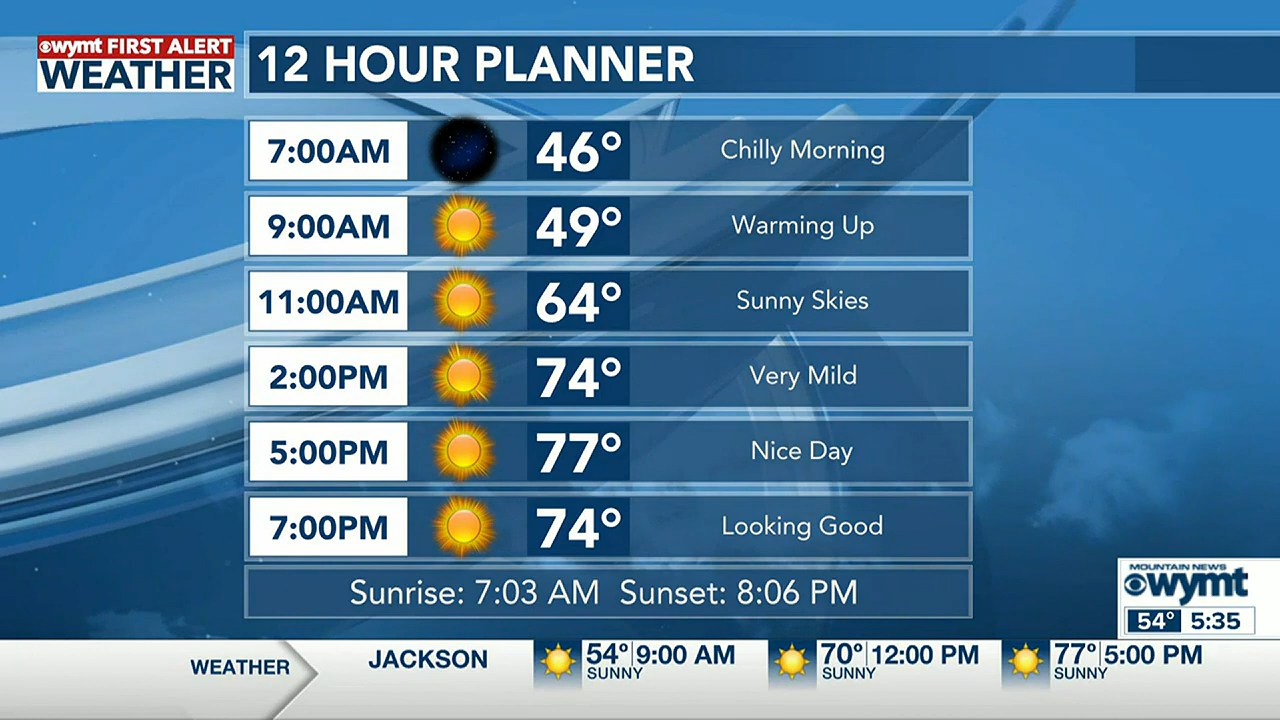 wymt FIRST ALERT
WEATHER
12 HOUR PLANNER
7:00AM 46° Chilly Morning
9:00AM 49° Warming Up
11:00AM 64° Sunny Skies
2:00PM 74° Very Mild
5:00PM 77° Nice Day
7:00PM 74° Looking Good
Sunrise: 7:03 AM Sunset: 8:06 PM
MOUNTAIN NEWS
wymt
54° 5:35
WEATHER JACKSON 54° 9:00 AM 70° 12:00 PM 77° 5:00 PM
SUNNY SUNNY SUNNY